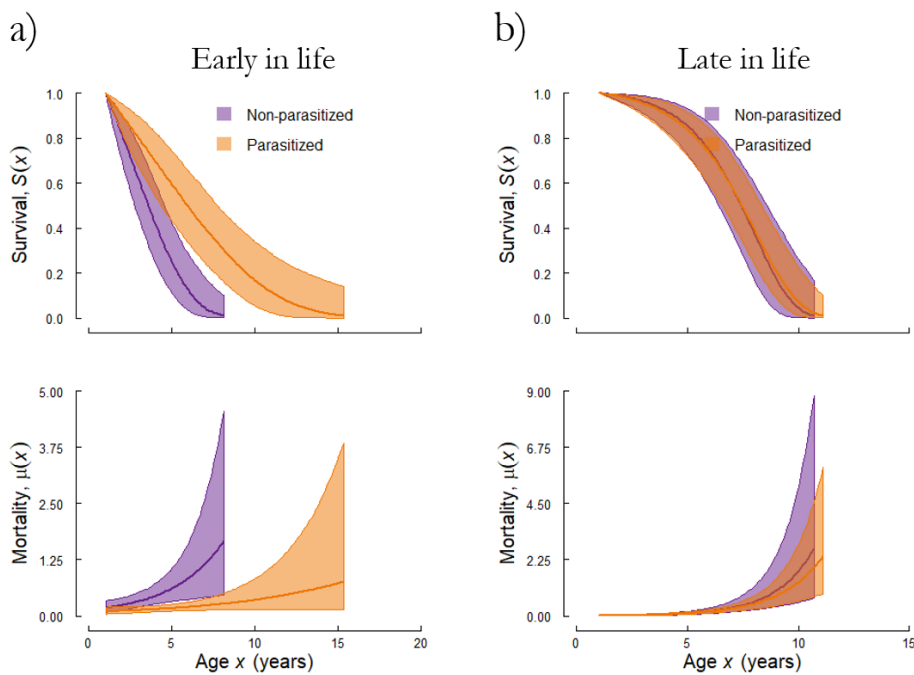 a)
Early in life
Survival, S(x)
1.0
0.8
0.6
0.4
0.2
0.0
Non-parasitized
Parasitized
Mortality, μ(x)
5.00
3.75
2.50
1.25
0.00
0 5 10 15 20
Age x (years)
b)
Late in life
Survival, S(x)
1.0
0.8
0.6
0.4
0.2
0.0
Non-parasitized
Parasitized
Mortality, μ(x)
9.00
6.75
4.50
2.25
0.00
0 5 10 15
Age x (years)